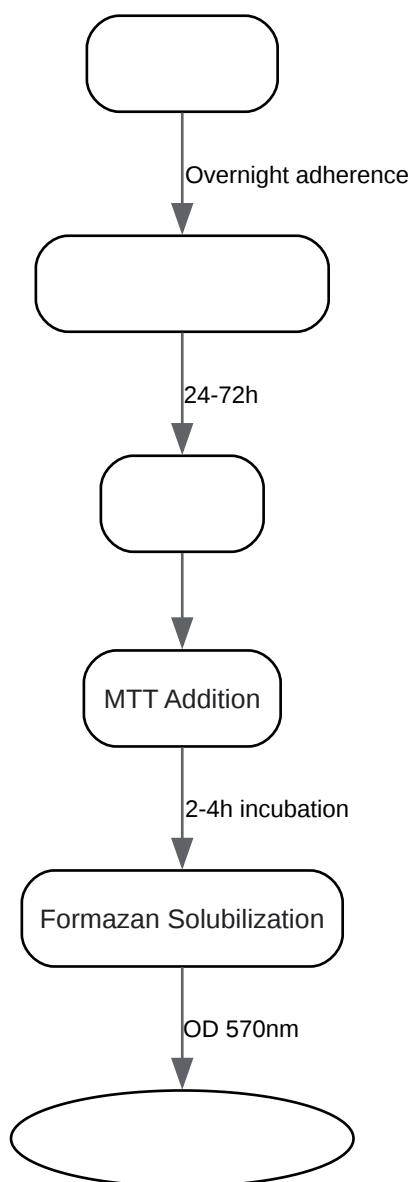 Overnight adherence
24-72h
MTT Addition
2-4h incubation
Formazan Solubilization
OD 570nm